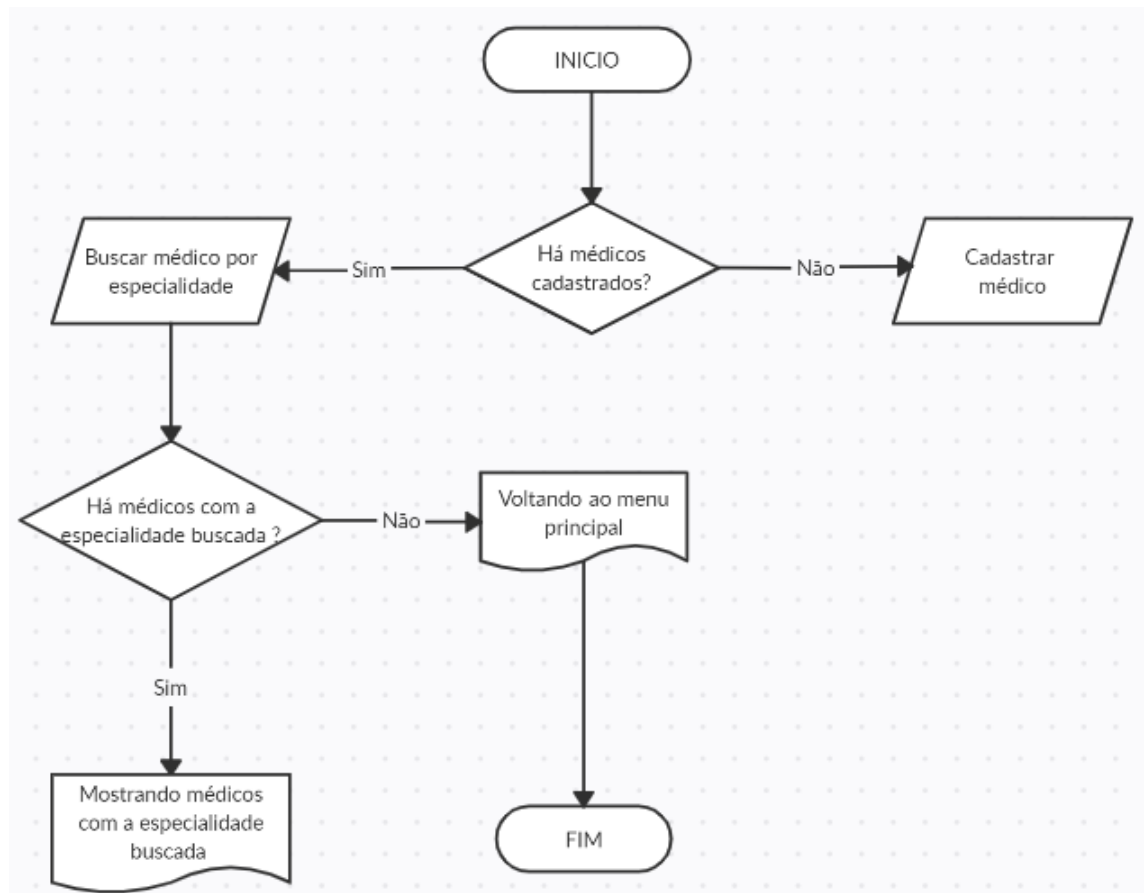 INICIO
Há médicos
cadastrados?
Sim
Buscar médico por
especialidade
Não
Cadastrar
médico
Há médicos com a
especialidade buscada ?
Não
Voltando ao menu
principal
Sim
Mostrando médicos
com a especialidade
buscada
FIM